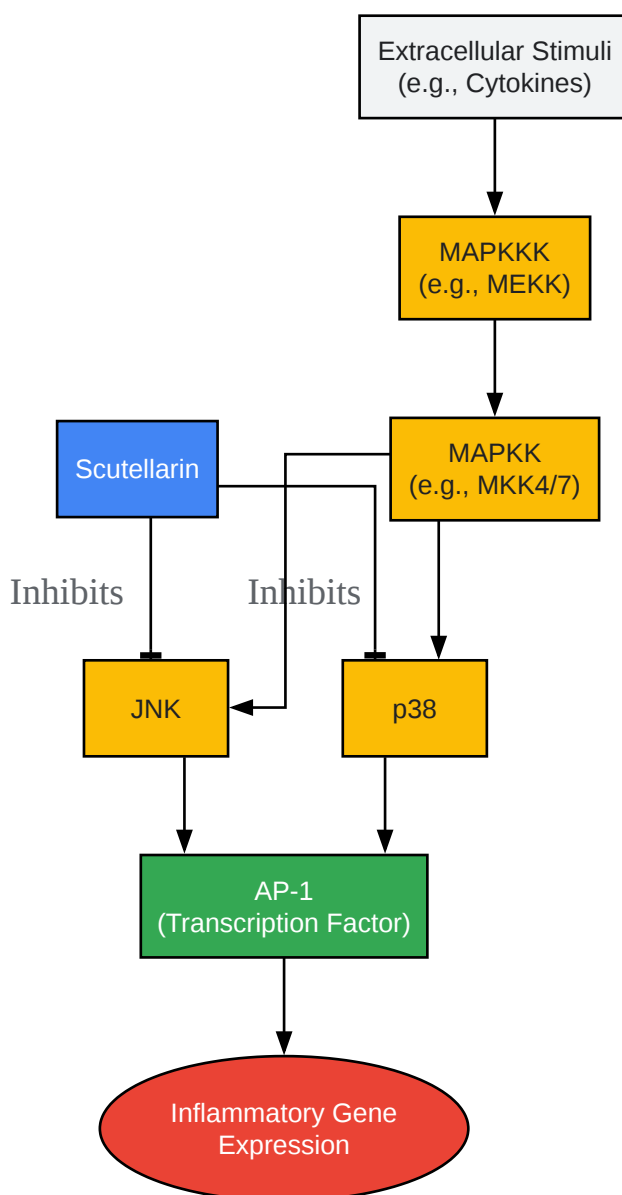 Extracellular Stimuli
(e.g., Cytokines)
MAPKKK
(e.g., MEKK)
Scutellarin
MAPKK
(e.g., MKK4/7)
Inhibits
Inhibits
JNK
p38
AP-1
(Transcription Factor)
Inflammatory Gene
Expression